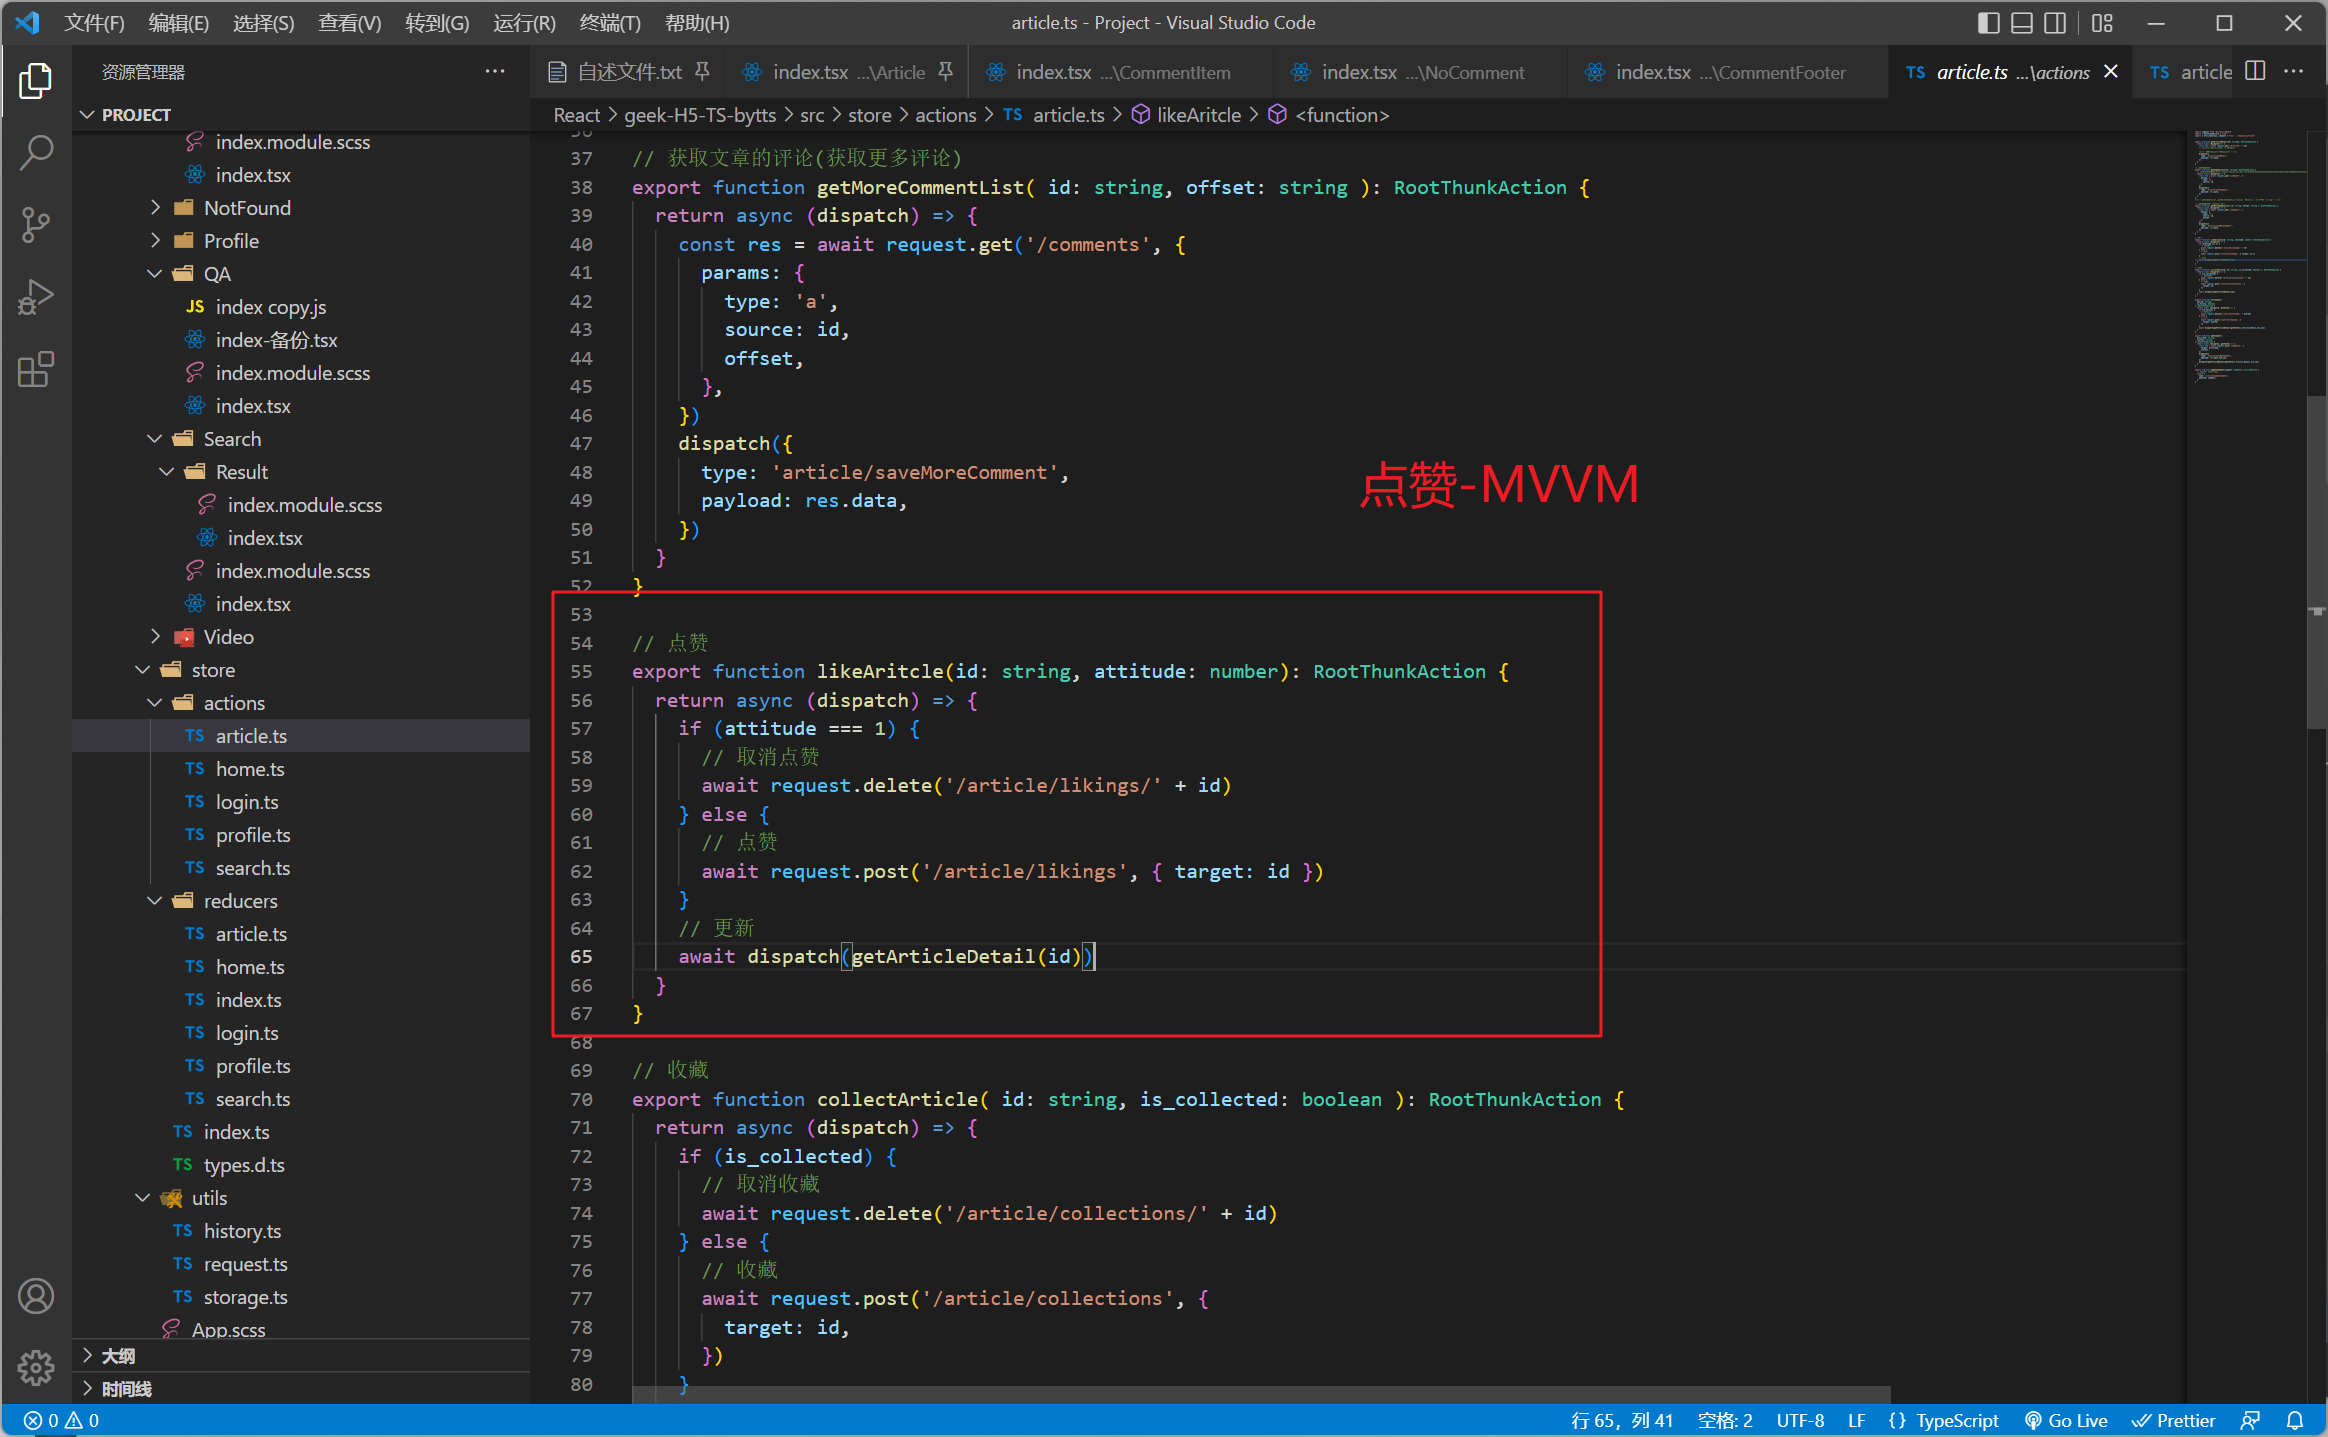 文件(F) 编辑(E) 选择(S) 查看(V) 转到(G) 运行(R) 终端(T) 帮助(H)
article.ts - Project - Visual Studio Code
资源管理器
自述文件.txt
index.tsx ...\Article
index.tsx ...\CommentItem
index.tsx ...\NoComment
index.tsx ...\CommentFooter
TS article.ts ...\actions
TS article
PROJECT
React > geek-H5-TS-bytts > src > store > actions > TS article.ts > likeAritcle > <function>
index.module.scss
index.tsx
NotFound
Profile
QA
JS index copy.js
index-备份.tsx
index.module.scss
index.tsx
Search
Result
index.module.scss
index.tsx
index.module.scss
index.tsx
Video
store
actions
TS article.ts
TS home.ts
TS login.ts
TS profile.ts
TS search.ts
reducers
TS article.ts
TS home.ts
TS index.ts
TS login.ts
TS profile.ts
TS search.ts
TS index.ts
TS types.d.ts
utils
TS history.ts
TS request.ts
TS storage.ts
App.scss
大纲
时间线
37 // 获取文章的评论(获取更多评论)
38 export function getMoreCommentList( id: string, offset: string ): RootThunkAction {
39 return async (dispatch) => {
40 const res = await request.get('/comments', {
41 params: {
42 type: 'a',
43 source: id,
44 offset,
45 },
46 })
47 dispatch({
48 type: 'article/saveMoreComment',
49 payload: res.data,
50 })
51 }
52 }
点赞-MVVM
53
54 // 点赞
55 export function likeAritcle(id: string, attitude: number): RootThunkAction {
56 return async (dispatch) => {
57 if (attitude === 1) {
58 // 取消点赞
59 await request.delete('/article/likings/' + id)
60 } else {
61 // 点赞
62 await request.post('/article/likings', { target: id })
63 }
64 // 更新
65 await dispatch(getArticleDetail(id))
66 }
67 }
68
69 // 收藏
70 export function collectArticle( id: string, is_collected: boolean ): RootThunkAction {
71 return async (dispatch) => {
72 if (is_collected) {
73 // 取消收藏
74 await request.delete('/article/collections/' + id)
75 } else {
76 // 收藏
77 await request.post('/article/collections', {
78 target: id,
79 })
80 }
0 0
行 65，列 41 空格: 2 UTF-8 LF {} TypeScript Go Live Prettier